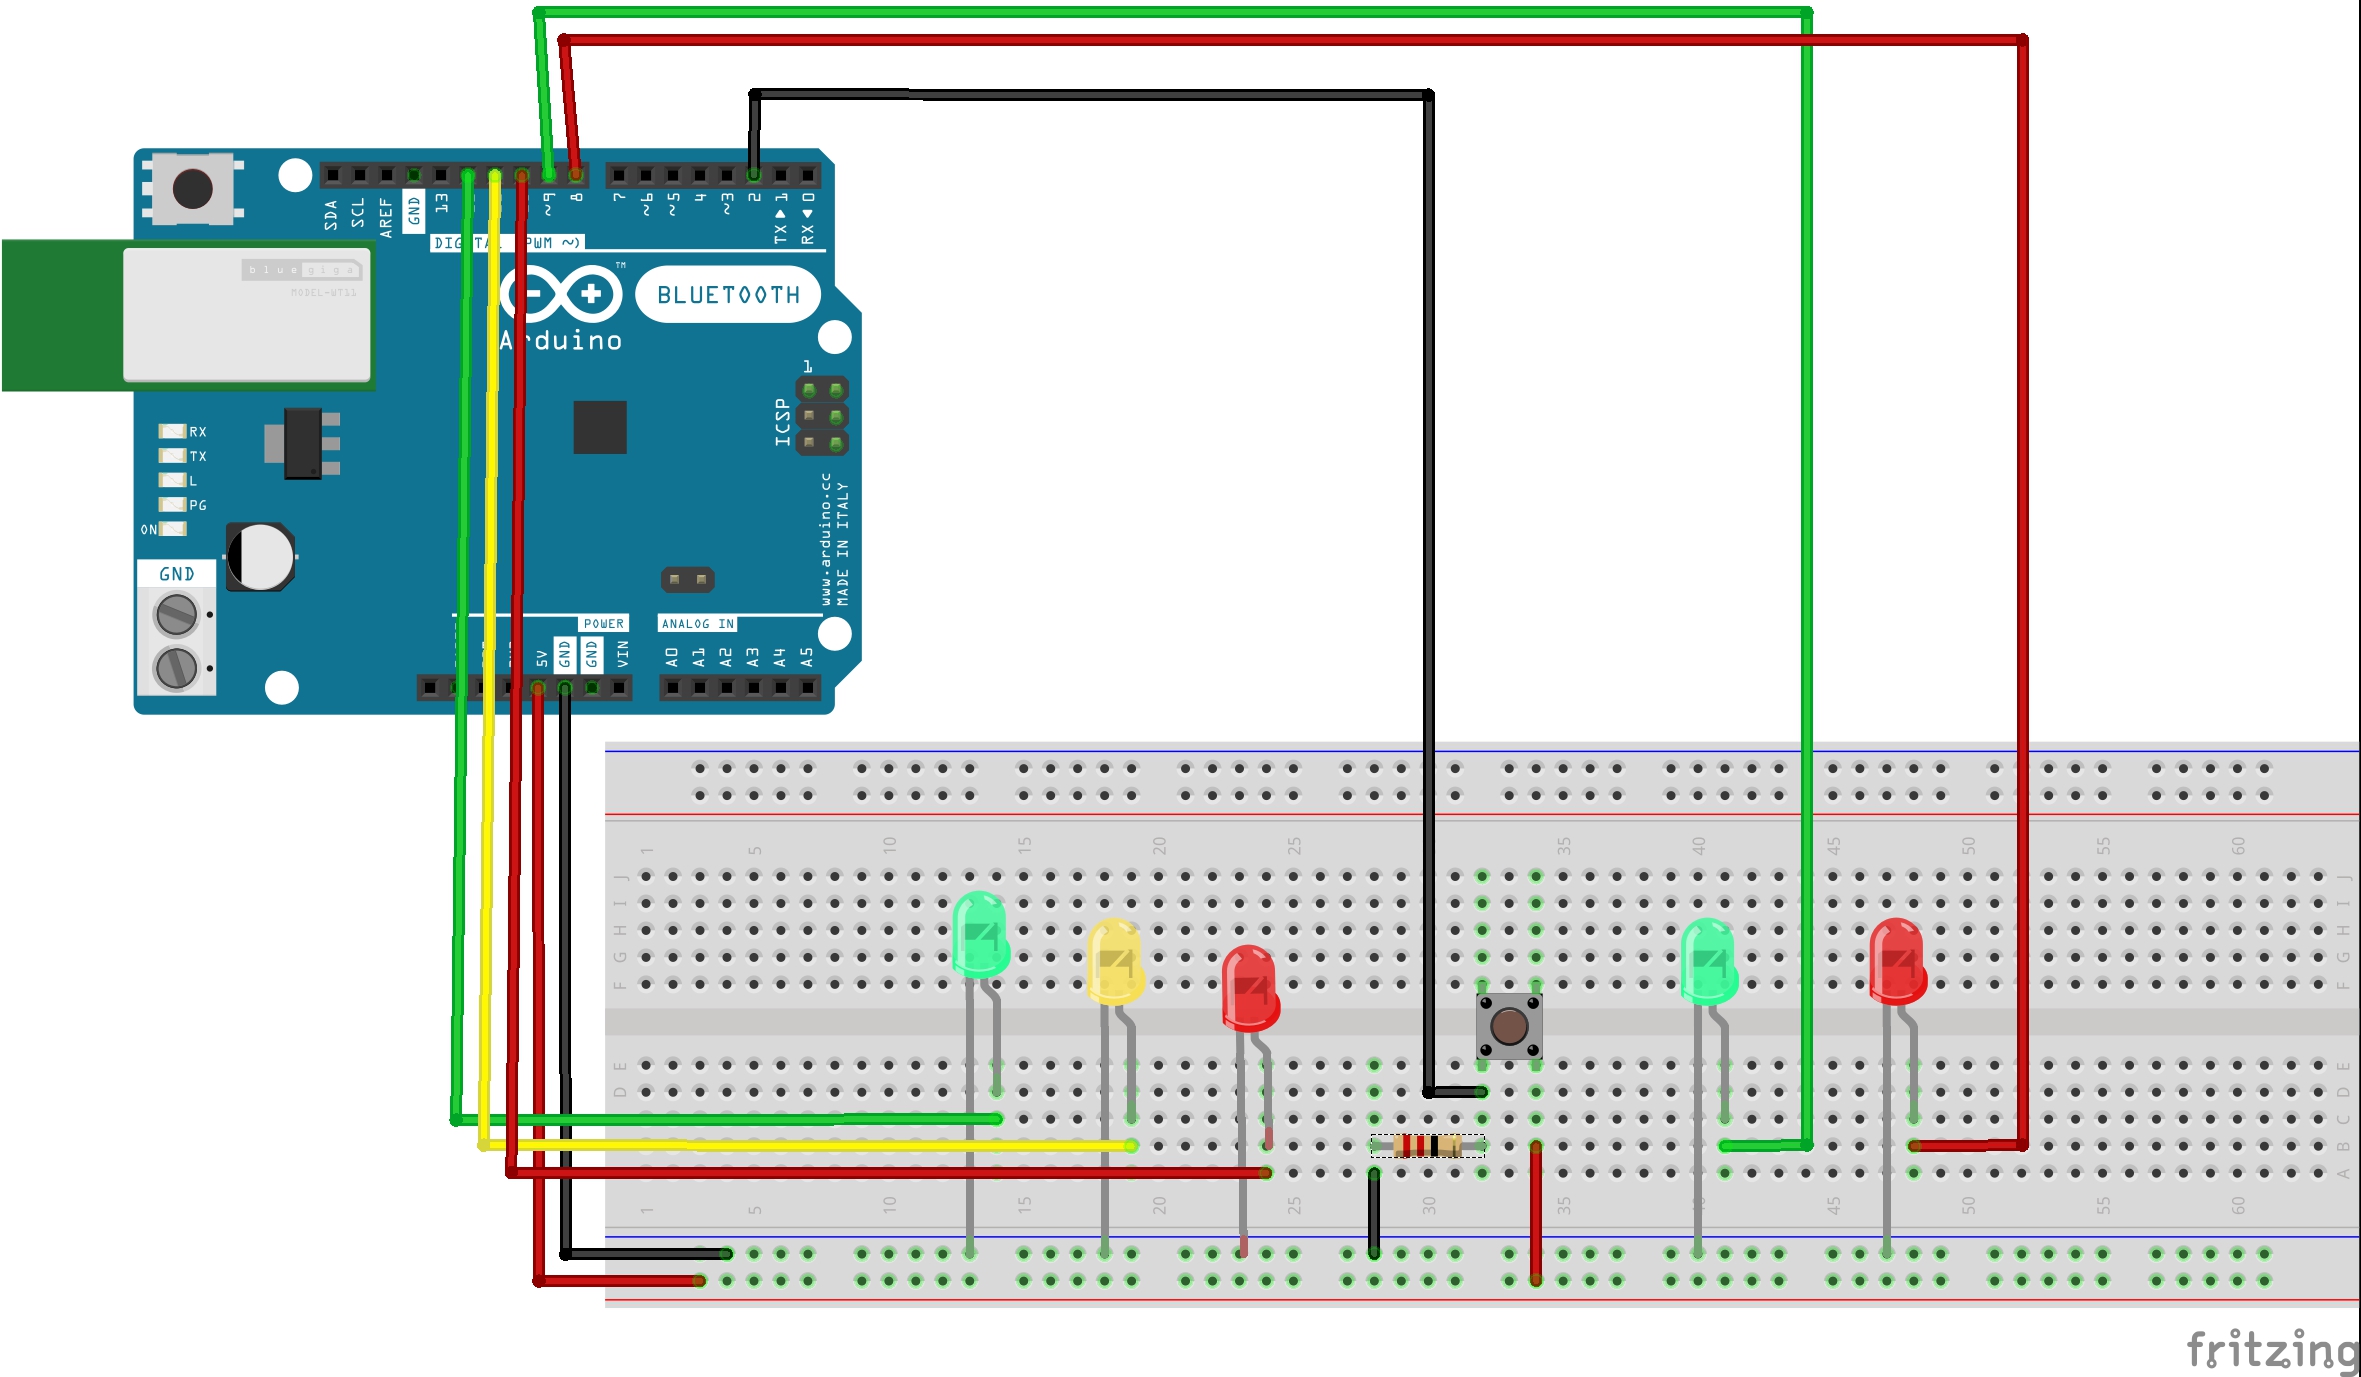 SDA
SCL
AREF
GND
13
~9
8
7
~6
~5
4
~3
2
TX ▶ 1
RX ◀ 0
bluegiga
MODEL-WT11
TM
BLUETOOTH
Arduino
1
ICSP
RX
TX
L
PG
ON
www.arduino.cc
MADE IN ITALY
GND
POWER
ANALOG IN
5V
GND
GND
VIN
A0
A1
A2
A3
A4
A5
1 5 10 15 20 25 35 40 45 50 55 60
J J
I I
H H
G G
F F
E E
D D
C
B
A
1 5 10 15 20 25 30 35 45 50 55 60
fritzing